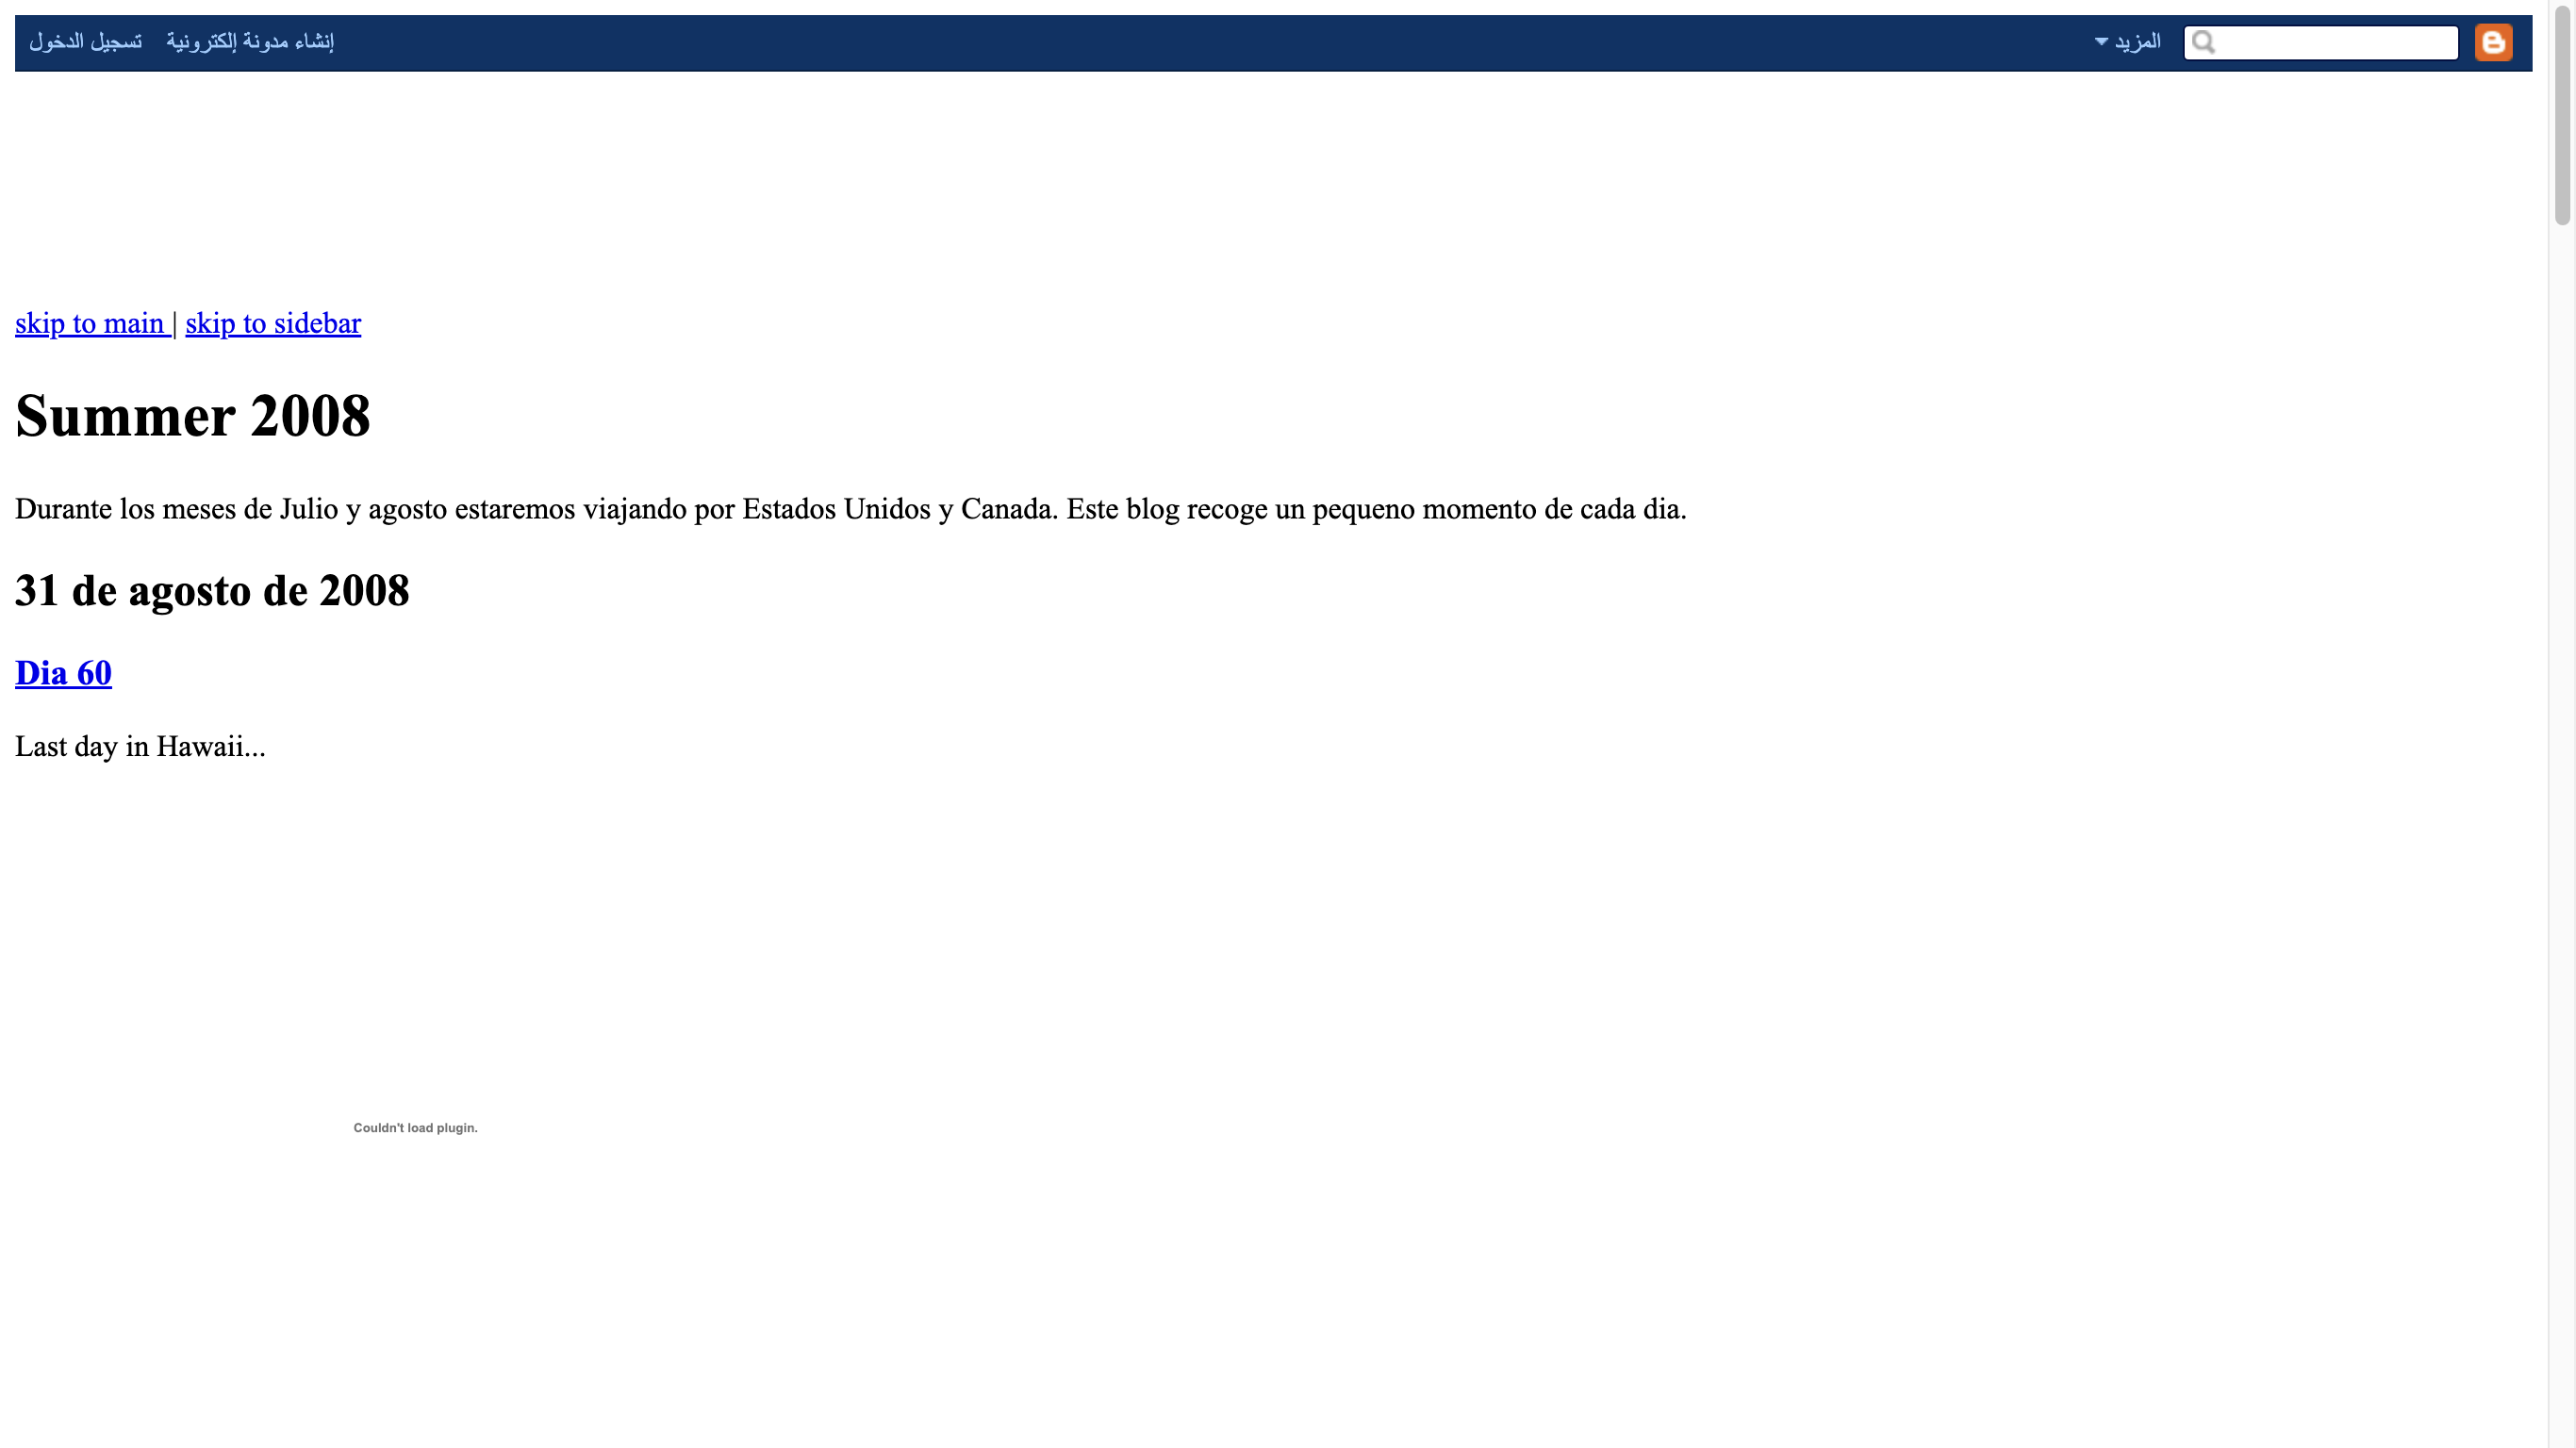 المزيد
إنشاء مدونة إلكترونية تسجيل الدخول
skip to main | skip to sidebar
Summer 2008
Durante los meses de Julio y agosto estaremos viajando por Estados Unidos y Canada. Este blog recoge un pequeno momento de cada dia.
31 de agosto de 2008
Dia 60
Last day in Hawaii...
Couldn't load plugin.